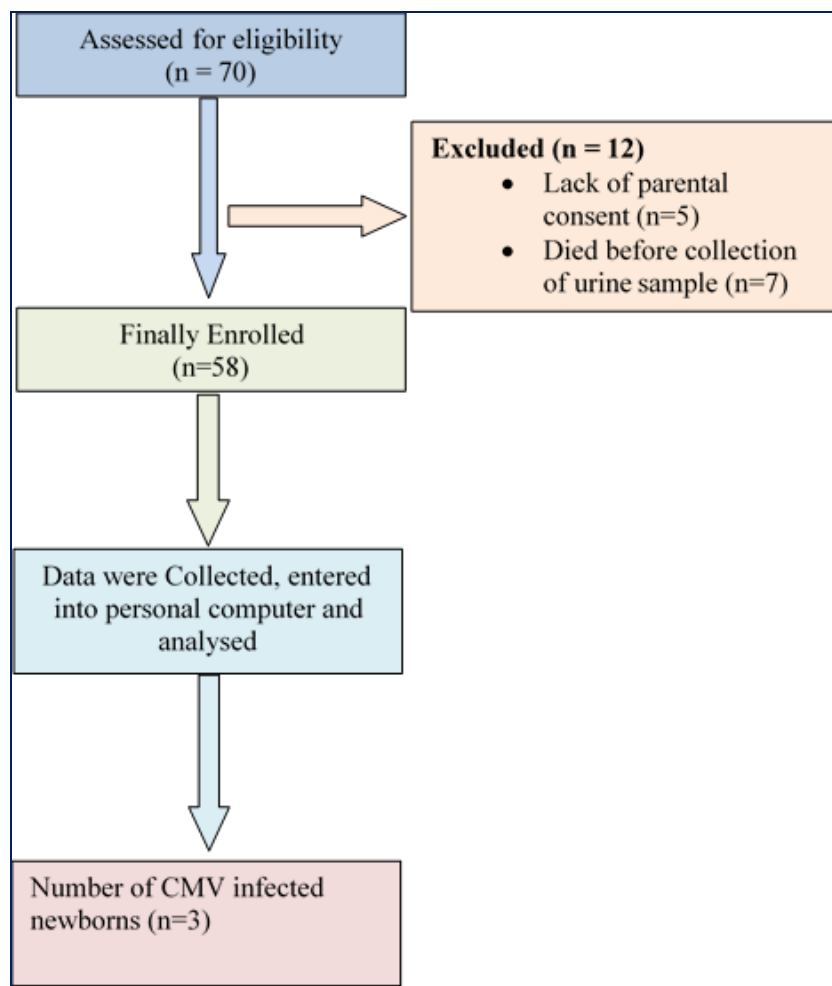 Assessed for eligibility
(n = 70)
Excluded (n = 12)
• Lack of parental
consent (n=5)
• Died before collection
of urine sample (n=7)
Finally Enrolled
(n=58)
Data were Collected, entered
into personal computer and
analysed
Number of CMV infected
newborns (n=3)